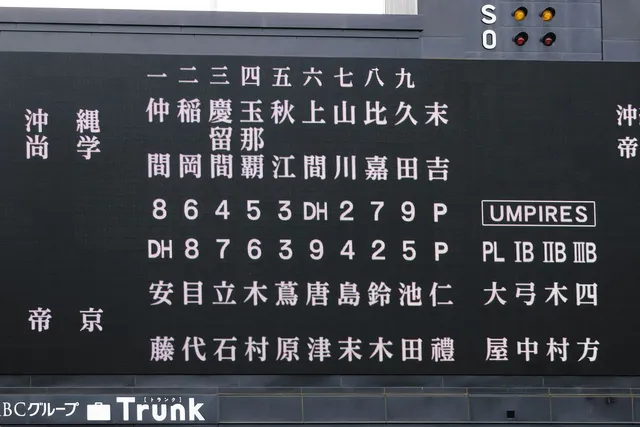 S
O
一 二 三 四 五 六 七 八 九
沖縄尚学
仲間 稲岡 慶留間 玉那覇 秋江 上間 山川 比嘉 久田 末吉
8 6 4 5 3 DH 2 7 9 P
DH 8 7 6 3 9 4 2 5 P
帝京
安藤 目代 立石 木村 蔦原 唐津 島末 鈴木 池田 仁禮
UMPIRES
PL IB IIB IIIB
大屋 弓中 木村 四方
沖
帝
BCグループ
[トランク]
Trunk